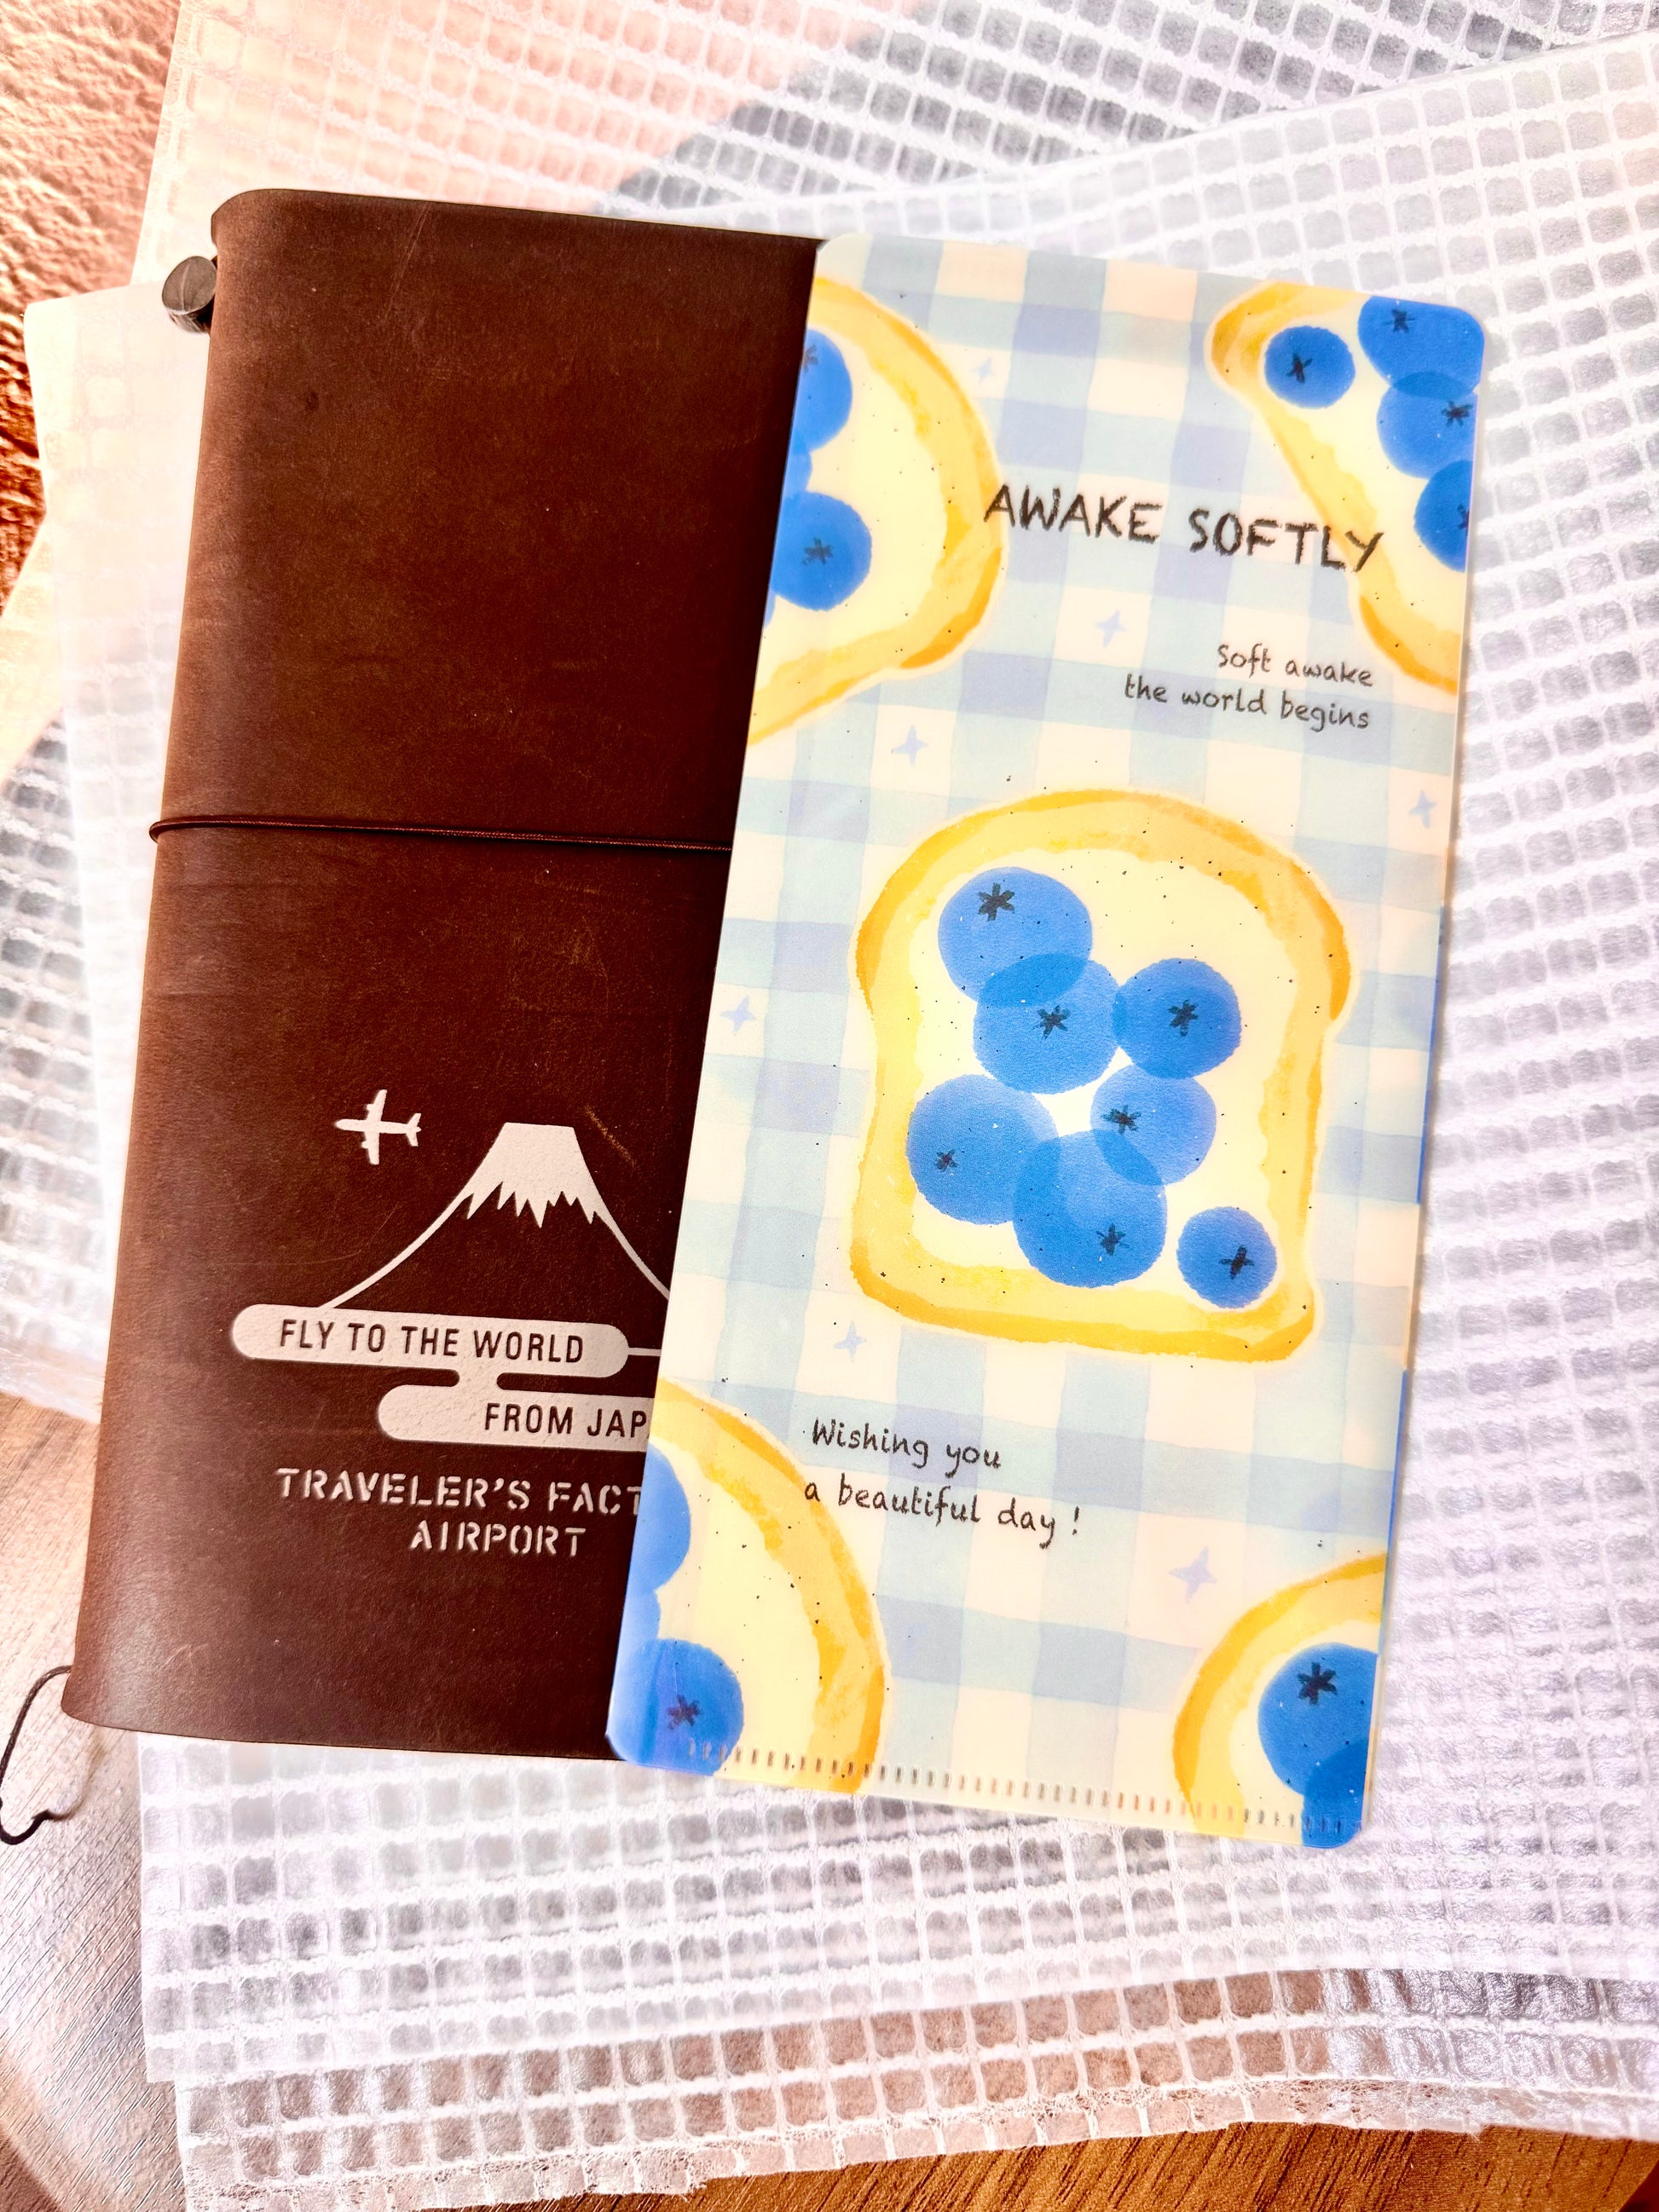 FLY TO THE WORLD
FROM JAP
TRAVELER'S FACT
AIRPORT
AWAKE SOFTLY
Soft awake
the world begins
Wishing you
a beautiful day !